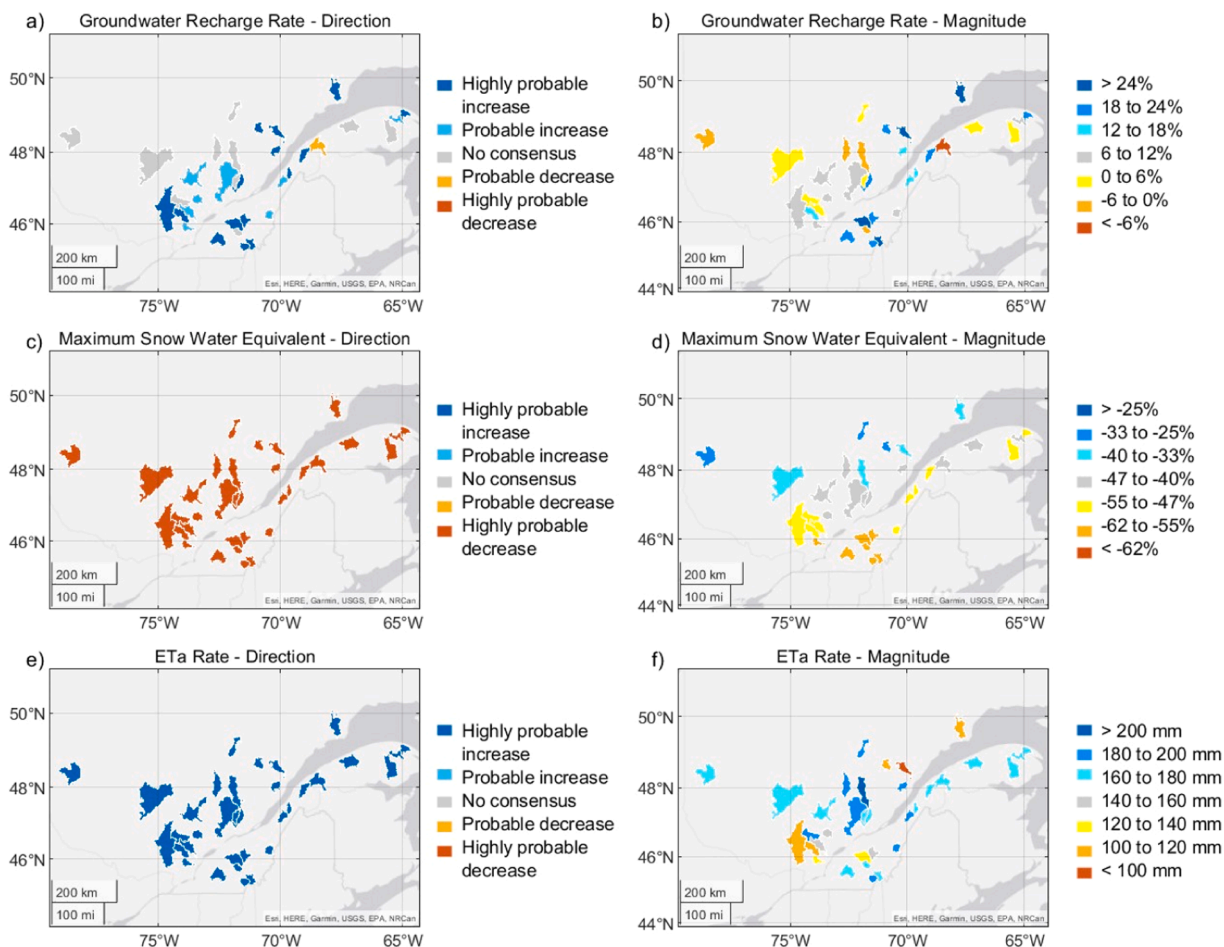 a) Groundwater Recharge Rate - Direction
50°N
48°N
46°N
200 km
100 mi
Esri, HERE, Garmin, USGS, EPA, NRCan
75°W 70°W 65°W
Highly probable
increase
Probable increase
No consensus
Probable decrease
Highly probable
decrease
b) Groundwater Recharge Rate - Magnitude
50°N
48°N
46°N
44°N
200 km
100 mi
Esri, HERE, Garmin, USGS, EPA, NRCan
75°W 70°W 65°W
> 24%
18 to 24%
12 to 18%
6 to 12%
0 to 6%
-6 to 0%
< -6%
c) Maximum Snow Water Equivalent - Direction
50°N
48°N
46°N
200 km
100 mi
Esri, HERE, Garmin, USGS, EPA, NRCan
75°W 70°W 65°W
Highly probable
increase
Probable increase
No consensus
Probable decrease
Highly probable
decrease
d) Maximum Snow Water Equivalent - Magnitude
50°N
48°N
46°N
44°N
200 km
100 mi
Esri, HERE, Garmin, USGS, EPA, NRCan
75°W 70°W 65°W
> -25%
-33 to -25%
-40 to -33%
-47 to -40%
-55 to -47%
-62 to -55%
< -62%
e) ETa Rate - Direction
50°N
48°N
46°N
200 km
100 mi
Esri, HERE, Garmin, USGS, EPA, NRCan
75°W 70°W 65°W
Highly probable
increase
Probable increase
No consensus
Probable decrease
Highly probable
decrease
f) ETa Rate - Magnitude
50°N
48°N
46°N
44°N
200 km
100 mi
Esri, HERE, Garmin, USGS, EPA, NRCan
75°W 70°W 65°W
> 200 mm
180 to 200 mm
160 to 180 mm
140 to 160 mm
120 to 140 mm
100 to 120 mm
< 100 mm